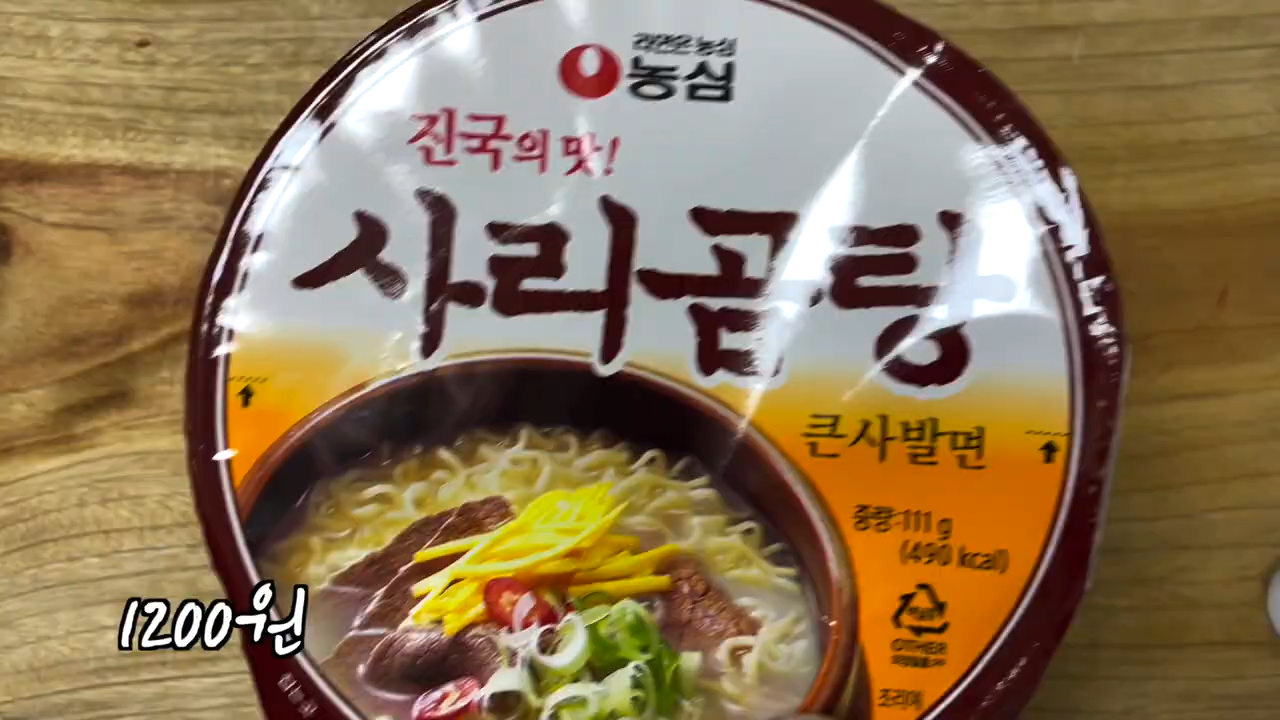 라면은 농심
농심
진국의 맛!
사리곰탕
큰사발면
중량:111 g
(490 kcal)
OTHER
1200원